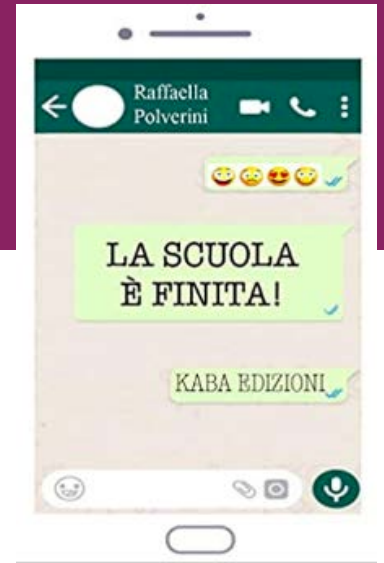 Raffaella
Polverini
LA SCUOLA
È FINITA!
KABA EDIZIONI